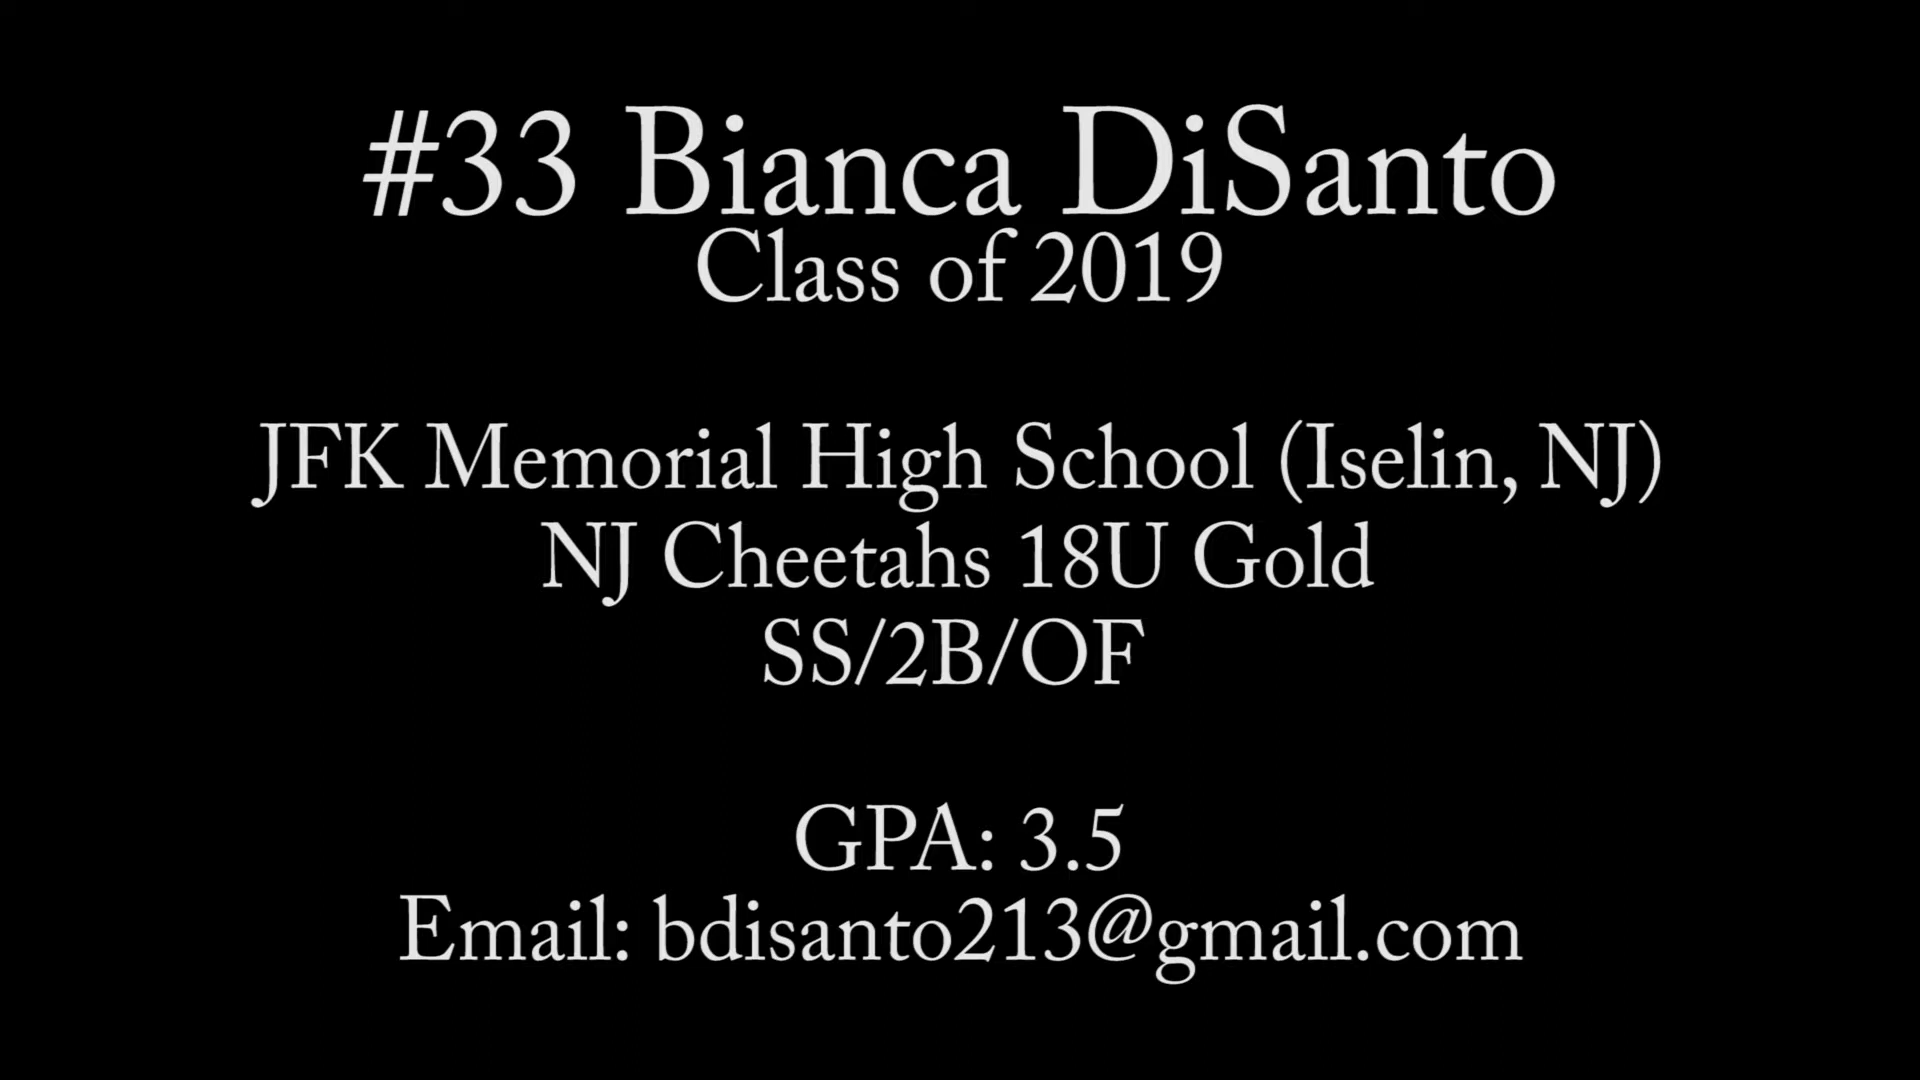 #33 Bianca DiSanto
Class of 2019
JFK Memorial High School (Iselin, NJ)
NJ Cheetahs 18U Gold
SS/2B/OF
GPA: 3.5
Email: bdisanto213@gmail.com